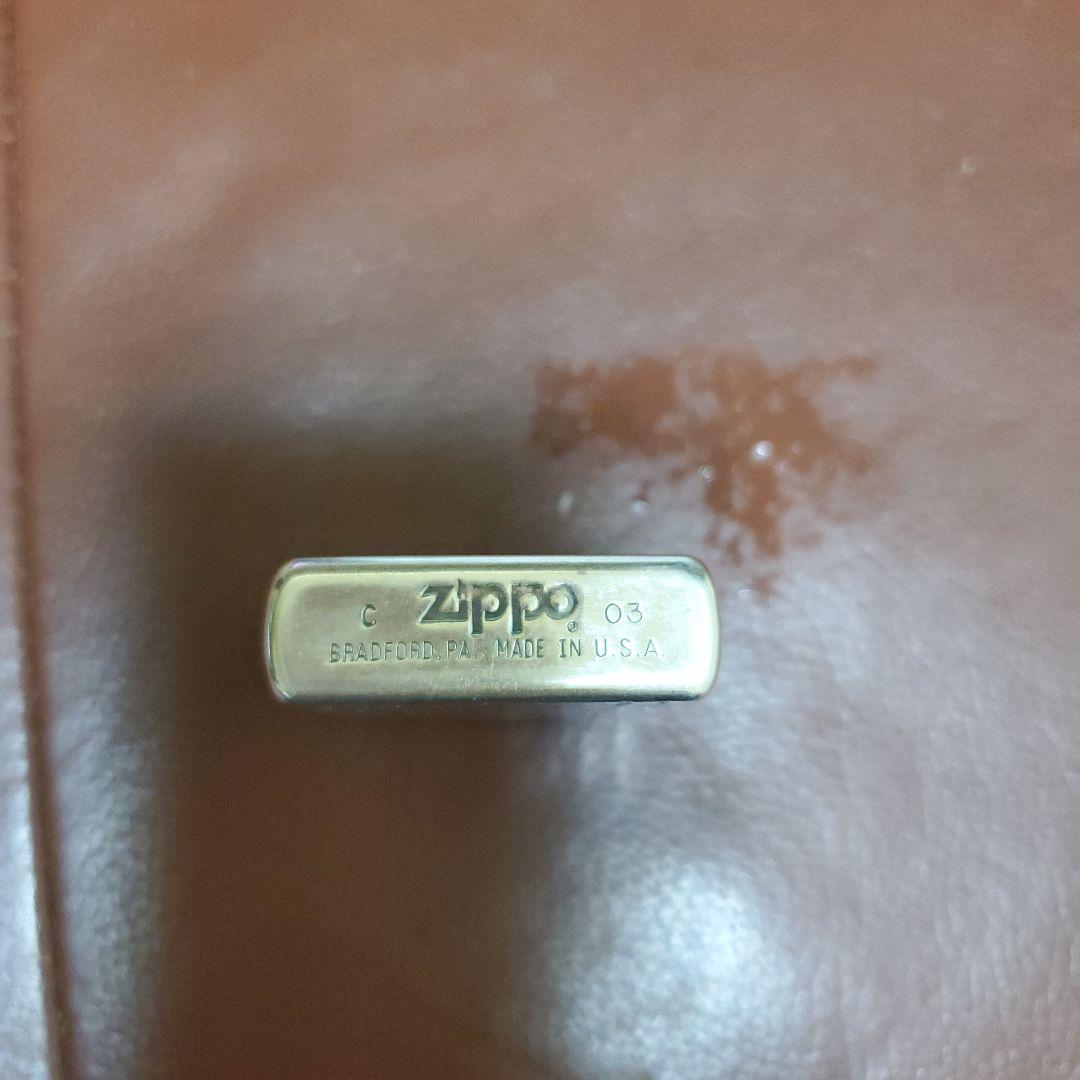 C zippo® 03
BRADFORD, PA. MADE IN U.S.A.